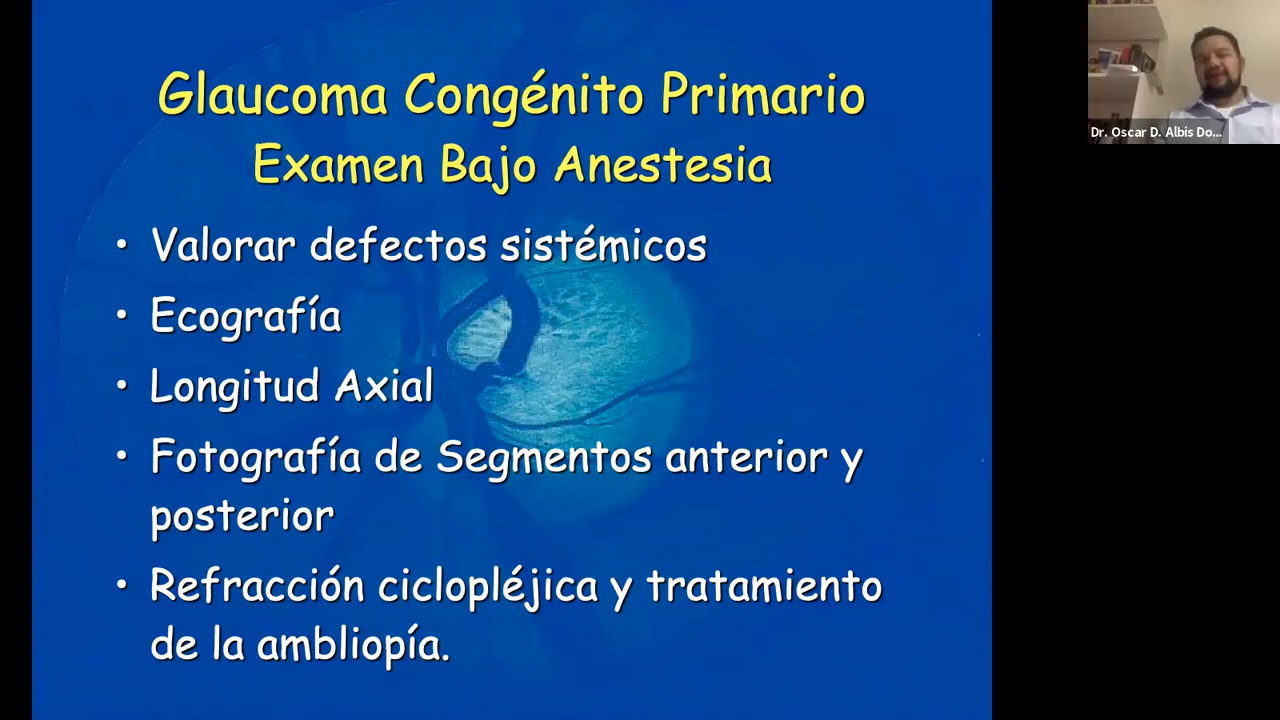 Glaucoma Congénito Primario
Examen Bajo Anestesia
• Valorar defectos sistémicos
• Ecografía
• Longitud Axial
• Fotografía de Segmentos anterior y
posterior
• Refracción ciclopléjica y tratamiento
de la ambliopía.
Dr. Oscar D. Albis Do...